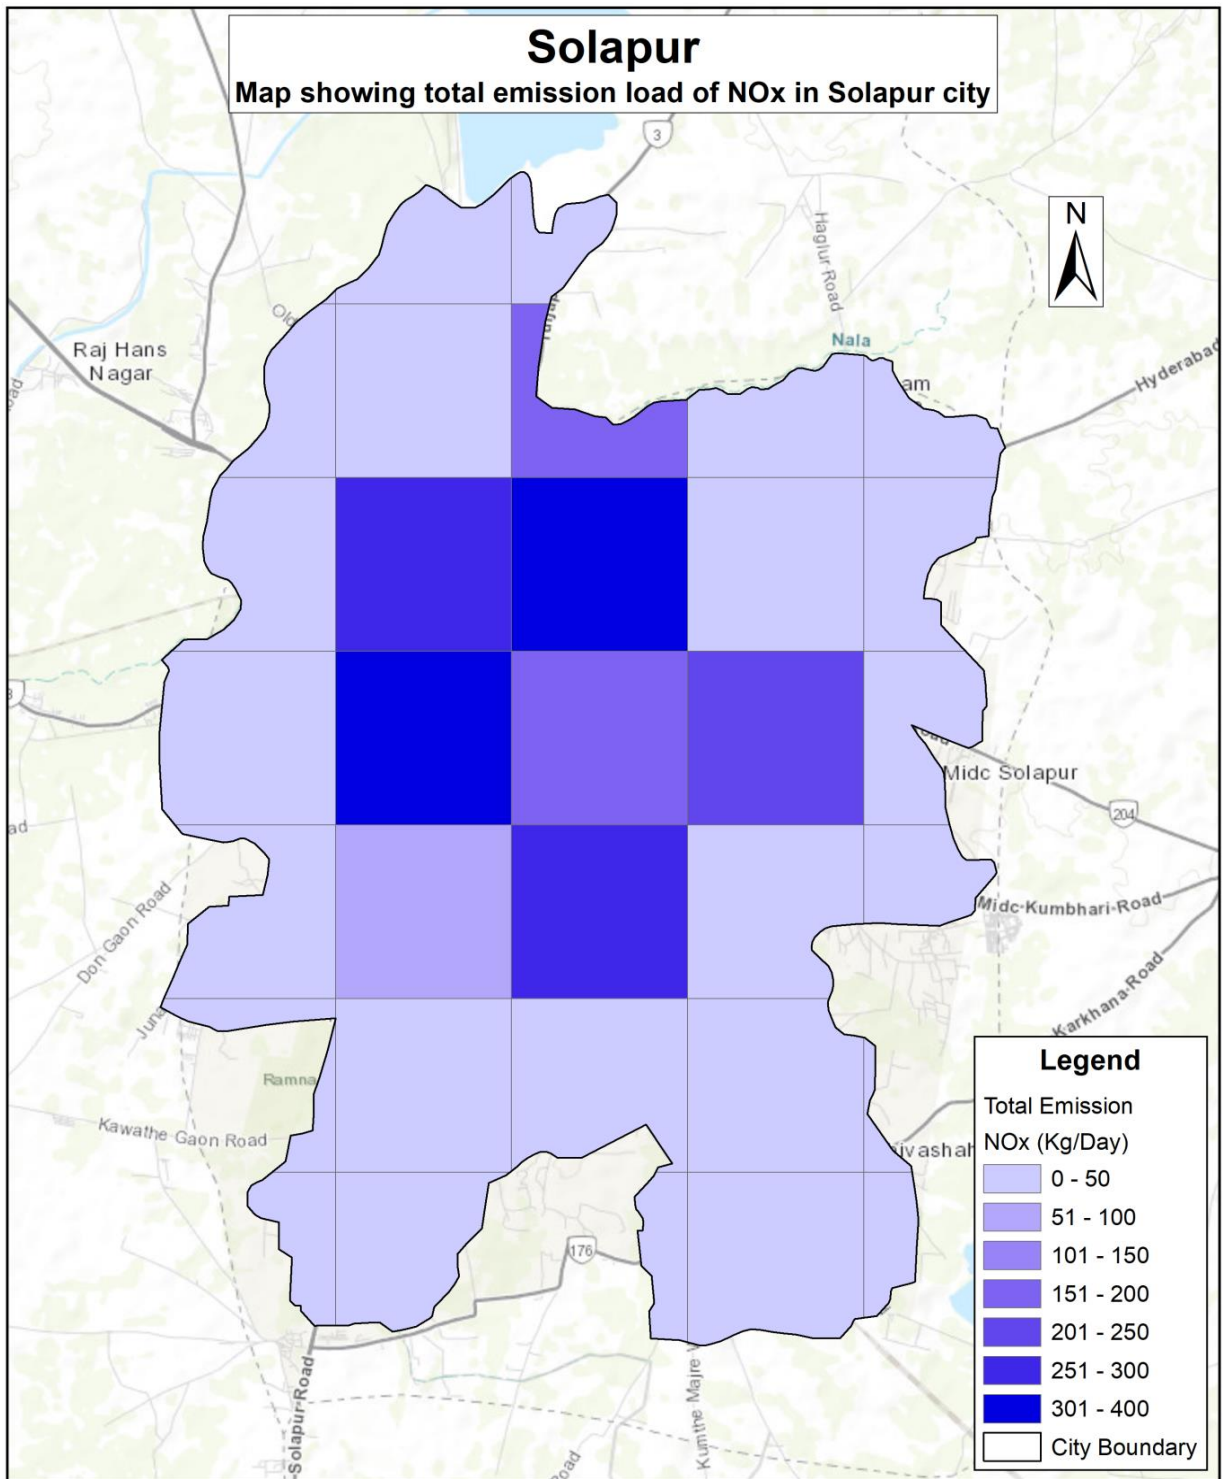 Solapur
Map showing total emission load of NOx in Solapur city
3
N
Haglur Road
Old
Raj Hans
Nagar
Nala
Hyderabad
Midc Solapur
204
Midc-Kumbhari-Road
Don Gaon Road
Karkhana-Road
Kawathe Gaon Road
176
Solapur-Road
Kumthe Majre
Road
Legend
Total Emission
NOx (Kg/Day)
0 - 50
51 - 100
101 - 150
151 - 200
201 - 250
251 - 300
301 - 400
City Boundary